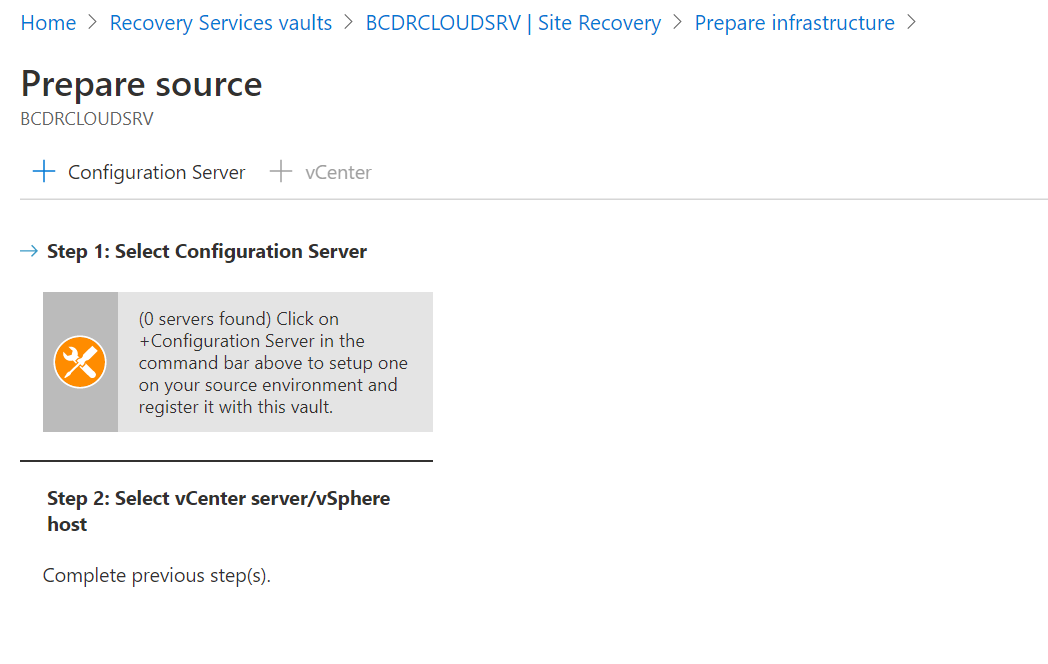 Home > Recovery Services vaults > BCDRCLOUDSRV | Site Recovery > Prepare infrastructure >
Prepare source
BCDRCLOUDSRV
+ Configuration Server + vCenter
→ Step 1: Select Configuration Server
(0 servers found) Click on
+Configuration Server in the
command bar above to setup one
on your source environment and
register it with this vault.
Step 2: Select vCenter server/vSphere
host
Complete previous step(s).